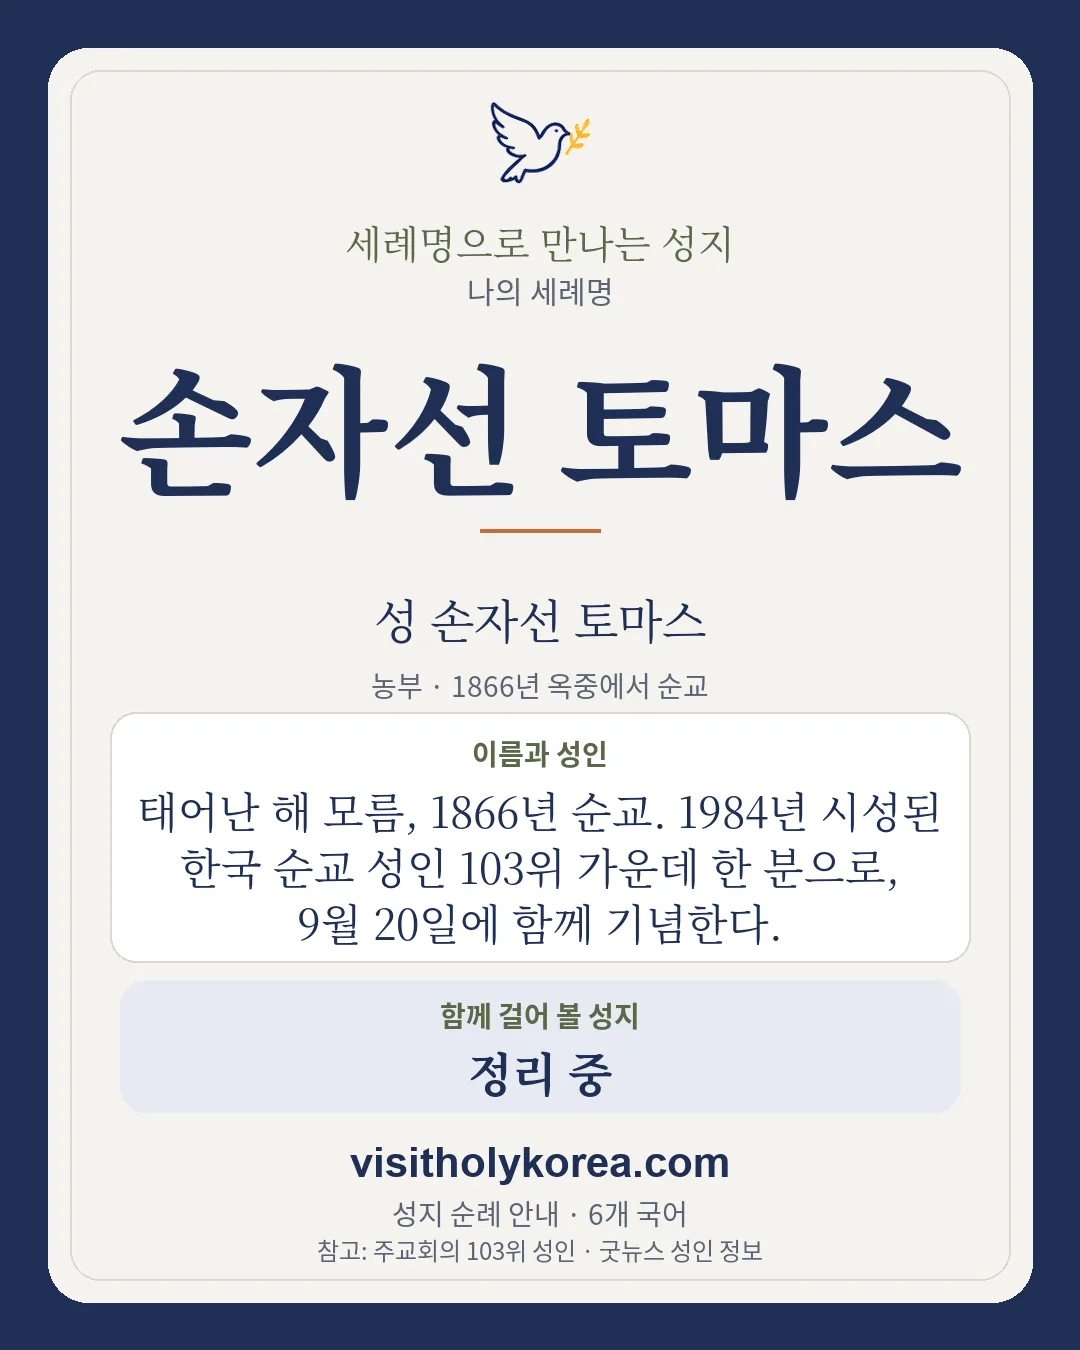 세례명으로 만나는 성지
나의 세례명
손자선 토마스
성 손자선 토마스
농부 · 1866년 옥중에서 순교
이름과 성인
태어난 해 모름, 1866년 순교. 1984년 시성된
한국 순교 성인 103위 가운데 한 분으로,
9월 20일에 함께 기념한다.
함께 걸어 볼 성지
정리 중
visitholykorea.com
성지 순례 안내 · 6개 국어
참고: 주교회의 103위 성인 · 굿뉴스 성인 정보